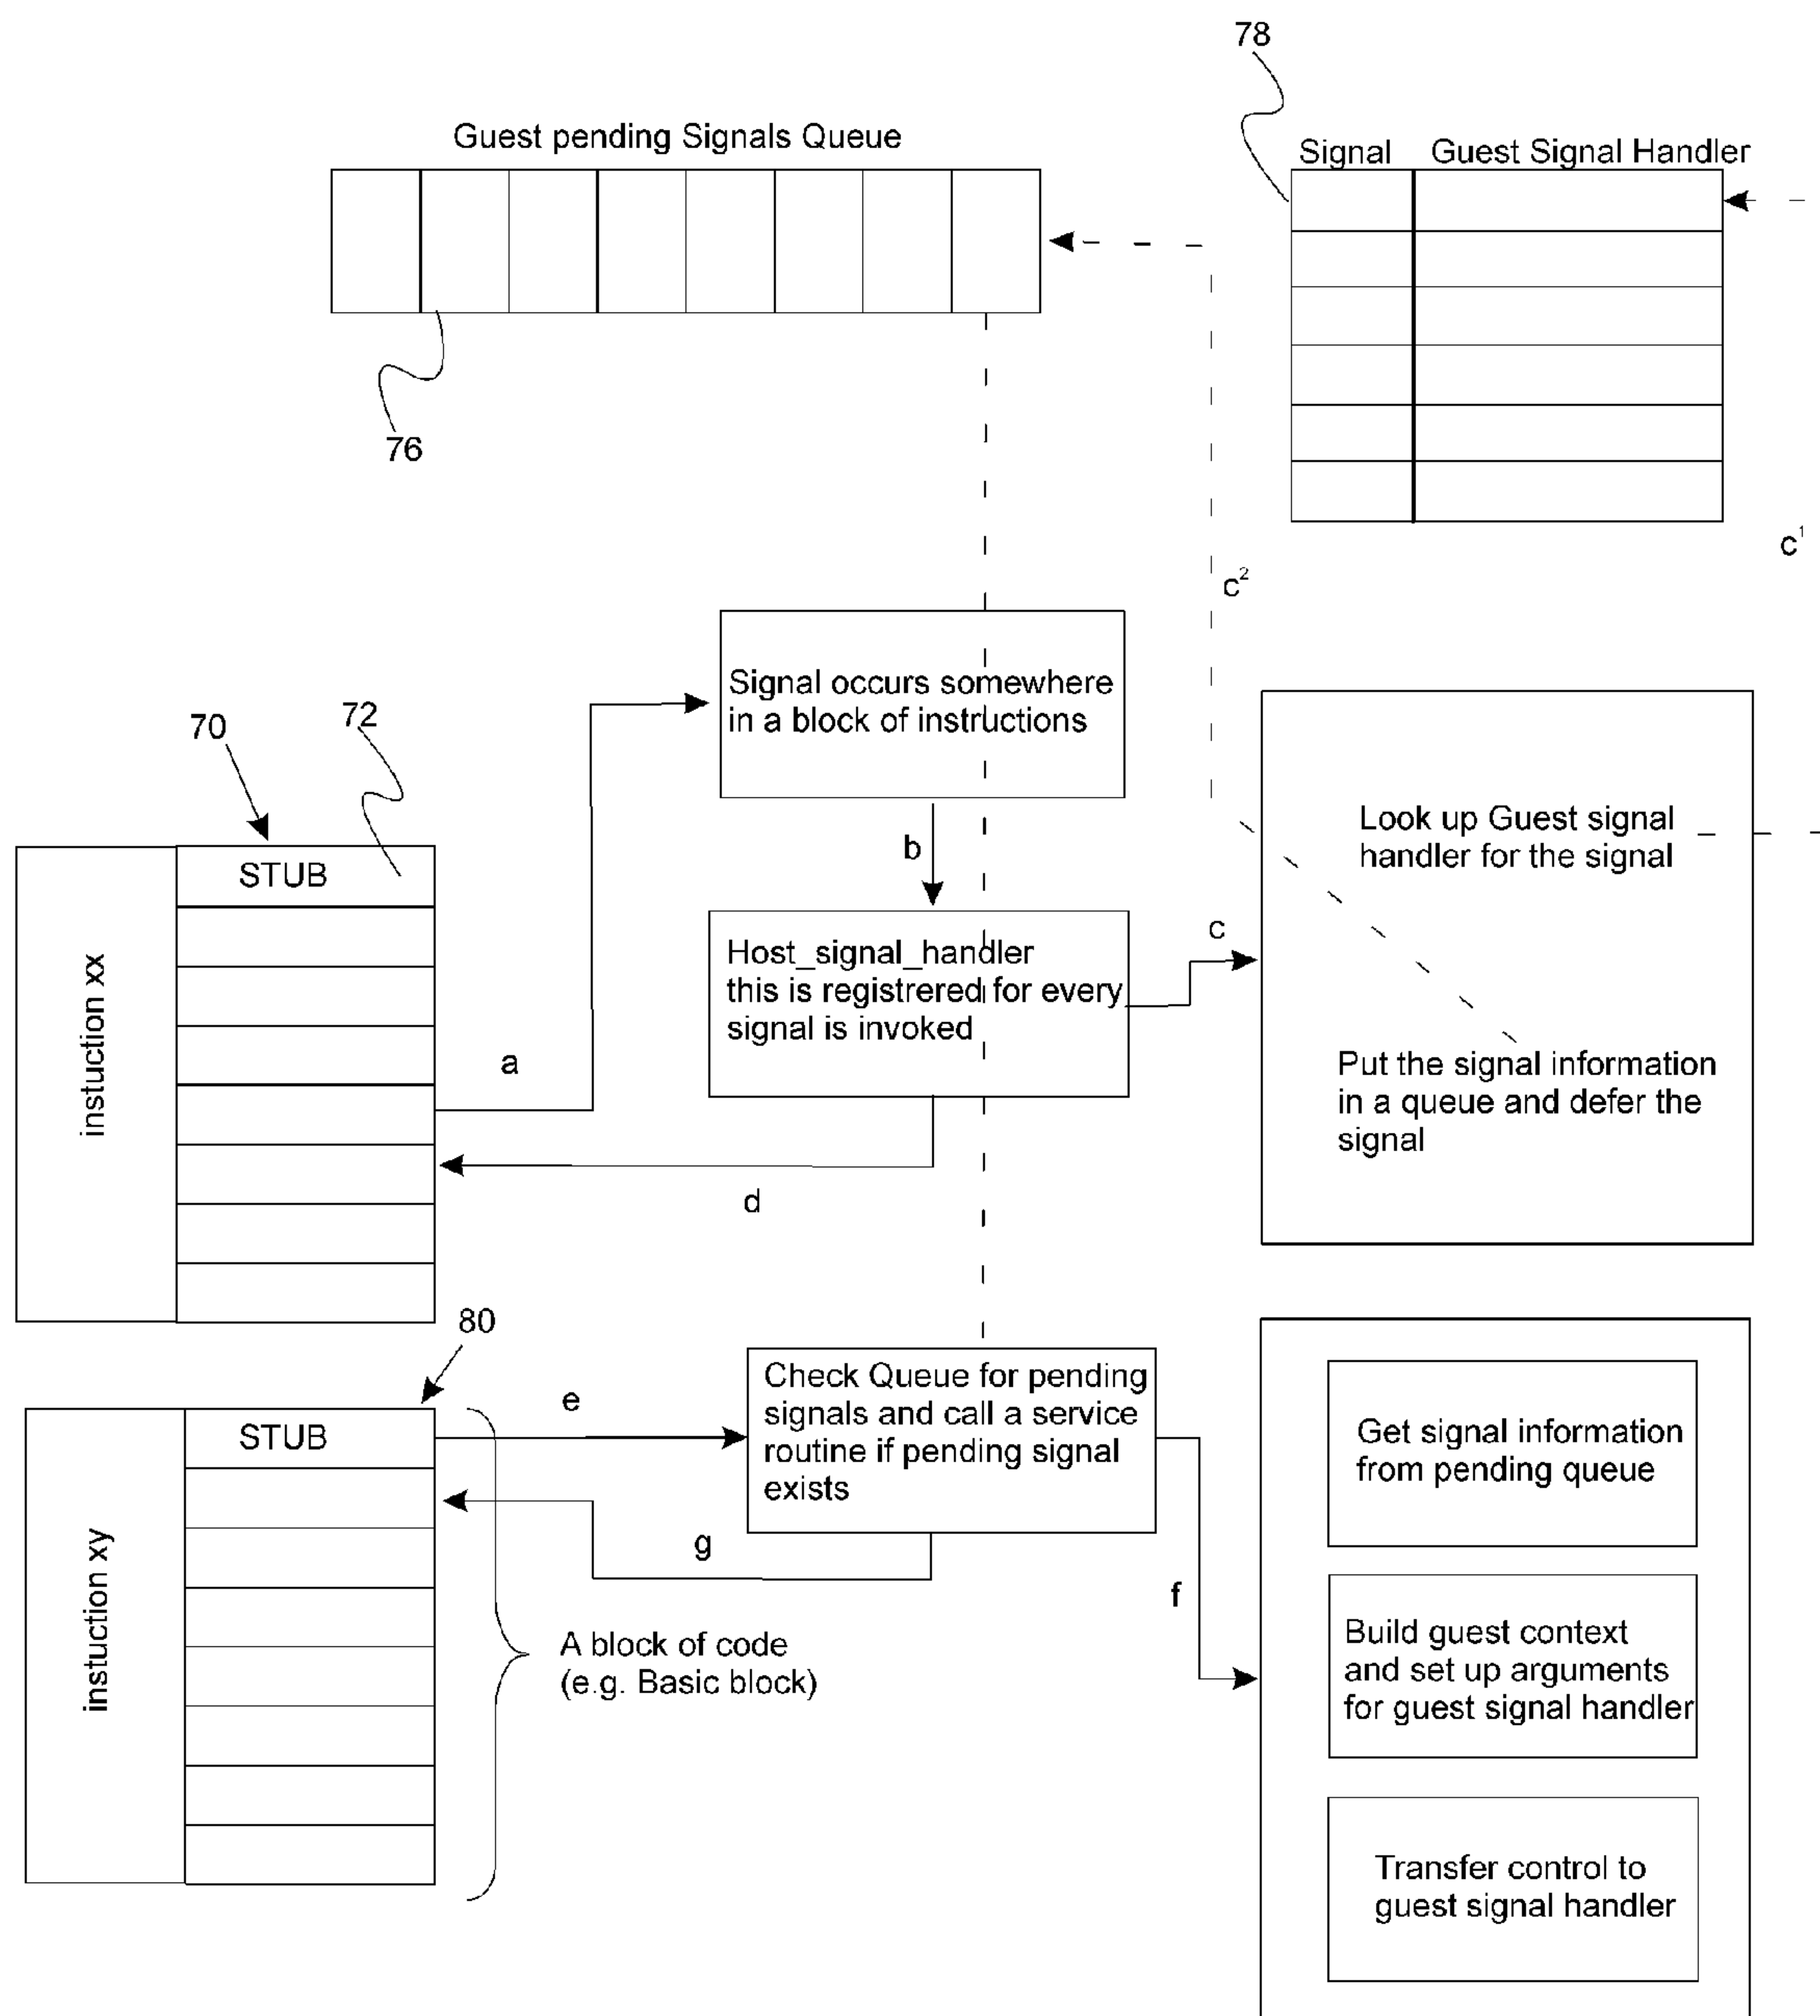 78
Guest pending Signals Queue
Signal Guest Signal Handler
76
c¹
c²
Signal occurs somewhere
in a block of instructions
70
72
Look up Guest signal
handler for the signal
b
STUB
c
Host_signal_handler
this is registrered for every
signal is invoked
instuction xx
a
Put the signal information
in a queue and defer the
signal
d
80
Check Queue for pending
signals and call a service
routine if pending signal
exists
e
STUB
Get signal information
from pending queue
g
f
instuction xy
A block of code
(e.g. Basic block)
Build guest context
and set up arguments
for guest signal handler
Transfer control to
guest signal handler